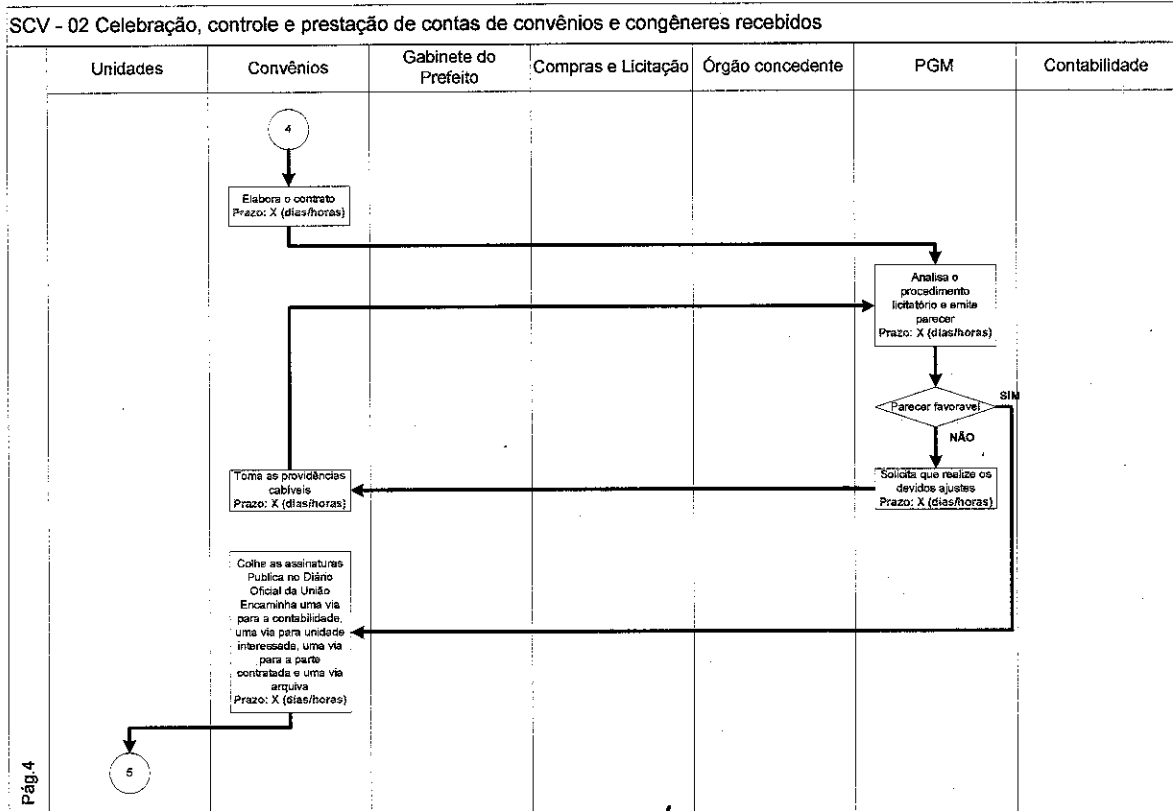 SCV - 02 Celebração, controle e prestação de contas de convênios e congêneres recebidos
Unidades
Convênios
Gabinete do
Prefeito
Compras e Licitação
Órgão concedente
PGM
Contabilidade
4
Elabora o contrato
Prazo: X (dias/horas)
Analisa o
procedimento
licitatório e emite
parecer
Prazo: X (dias/horas)
Parecer favoravel
SIM
NÃO
Solicita que realize os
devidos ajustes
Prazo: X (dias/horas)
Toma as providências
cabíveis
Prazo: X (dias/horas)
Colhe as assinaturas
Publica no Diário
Oficial da União
Encaminha uma via
para a contabilidade,
uma via para unidade
interessada, uma via
para a parte
contratada e uma via
arquiva
Prazo: X (dias/horas)
5
Pág.4